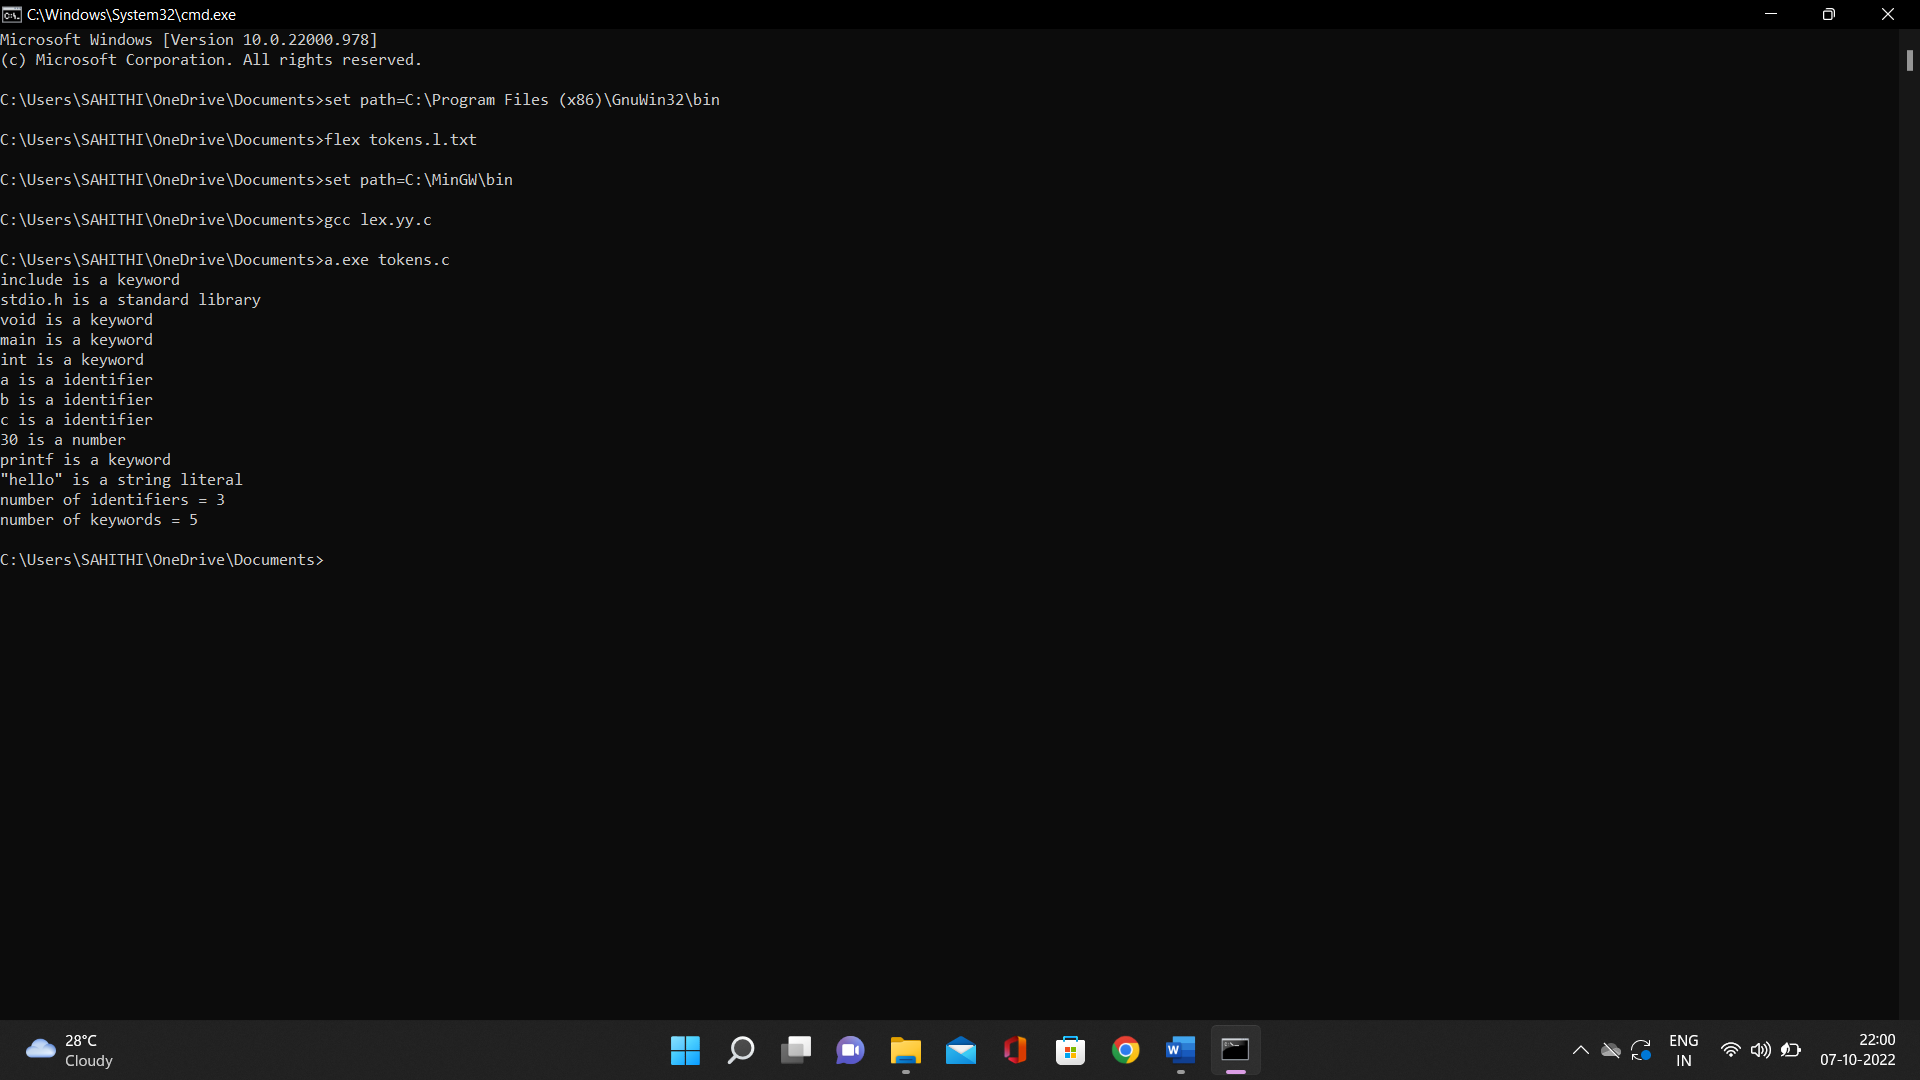 C:\Windows\System32\cmd.exe
Microsoft Windows [Version 10.0.22000.978]
(c) Microsoft Corporation. All rights reserved.
C:\Users\SAHITHI\OneDrive\Documents>set path=C:\Program Files (x86)\GnuWin32\bin
C:\Users\SAHITHI\OneDrive\Documents>flex tokens.l.txt
C:\Users\SAHITHI\OneDrive\Documents>set path=C:\MinGW\bin
C:\Users\SAHITHI\OneDrive\Documents>gcc lex.yy.c
C:\Users\SAHITHI\OneDrive\Documents>a.exe tokens.c
include is a keyword
stdio.h is a standard library
void is a keyword
main is a keyword
int is a keyword
a is a identifier
b is a identifier
c is a identifier
30 is a number
printf is a keyword
"hello" is a string literal
number of identifiers = 3
number of keywords = 5
C:\Users\SAHITHI\OneDrive\Documents>
28°C
Cloudy
ENG
IN
22:00
07-10-2022